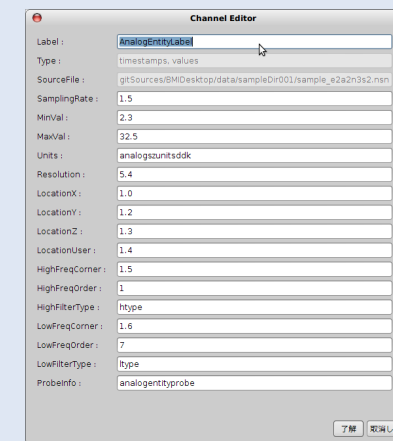 Channel Editor
Label : AnalogEntityLabel
Type : timestamps, values
SourceFile : gitSources/BMIDesktop/data/sampleDir001/sample_e2a2n3s2.nsn
SamplingRate : 1.5
MinVal : 2.3
MaxVal : 32.5
Units : analogszunitsddk
Resolution : 5.4
LocationX : 1.0
LocationY : 1.2
LocationZ : 1.3
LocationUser : 1.4
HighFreqCorner : 1.5
HighFreqOrder : 1
HighFilterType : htype
LowFreqCorner : 1.6
LowFreqOrder : 7
LowFilterType : ltype
ProbeInfo : analogentityprobe
了解 取消し